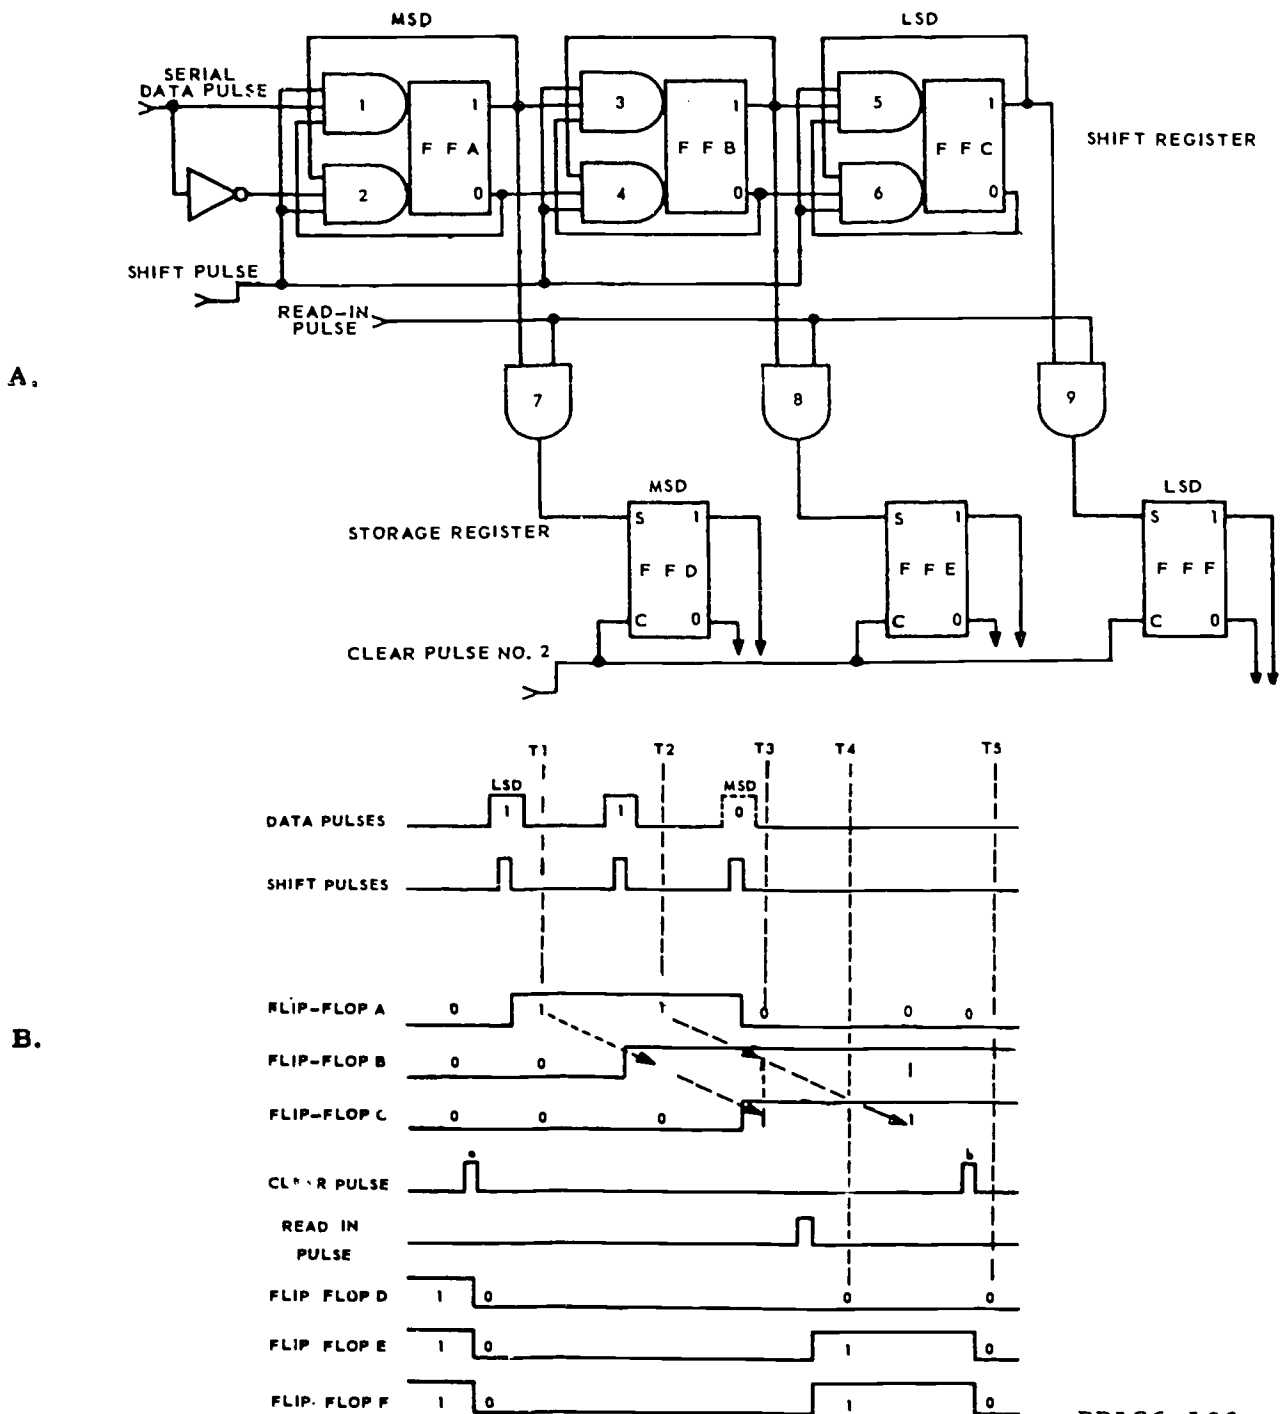 MSD
LSD
SERIAL
DATA PULSE
1
1
3
1
5
1
F F A
F F B
F F C
SHIFT REGISTER
2
0
4
0
6
0
SHIFT PULSE
READ-IN
PULSE
A.
7
8
9
MSD
LSD
STORAGE REGISTER
S 1
S 1
S 1
F F D
F F E
F F F
C 0
C 0
C 0
CLEAR PULSE NO. 2
T1
T2
T3
T4
T5
LSD
MSD
DATA PULSES
1
1
0
SHIFT PULSES
B.
FLIP-FLOP A
0
1
1
0
0
0
FLIP-FLOP B
0
0
1
1
FLIP-FLOP C
0
0
0
1
1
b
PULSE
READ IN
PULSE
FLIP FLOP D
1
0
0
0
FLIP FLOP E
1
0
1
0
FLIP FLOP F
1
0
1
0